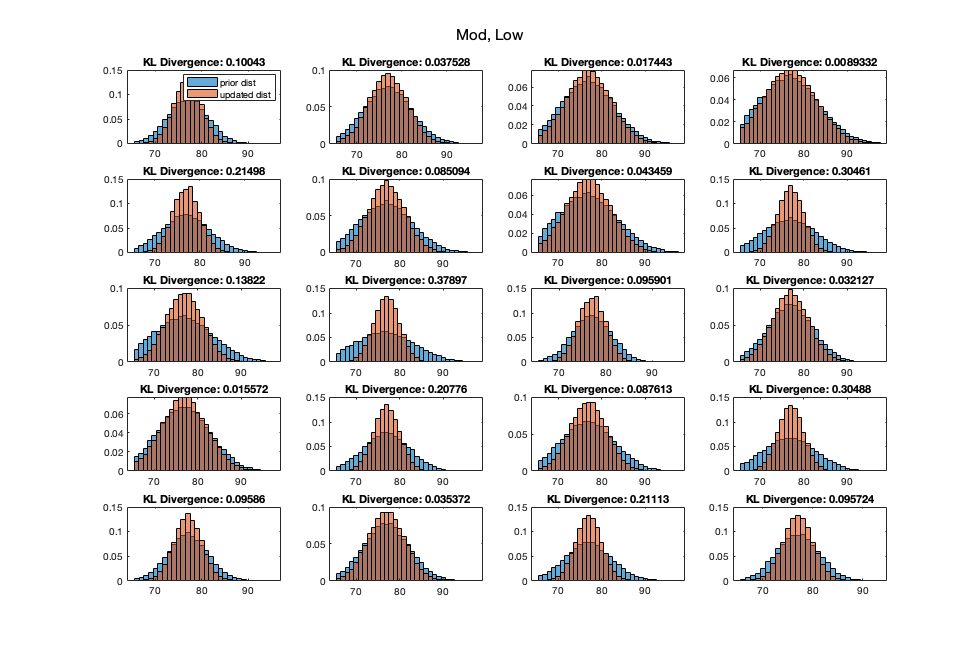 Mod, Low
KL Divergence: 0.10043
KL Divergence: 0.037528
KL Divergence: 0.017443
KL Divergence: 0.0089332
0.15
0.1
0.05
0
70 80 90
prior dist
updated dist
0.1
0.05
0
70 80 90
0.06
0.04
0.02
0
70 80 90
0.06
0.04
0.02
0
70 80 90
KL Divergence: 0.21498
KL Divergence: 0.085094
KL Divergence: 0.043459
KL Divergence: 0.30461
0.15
0.1
0.05
0
70 80 90
0.1
0.05
0
70 80 90
0.06
0.04
0.02
0
70 80 90
0.15
0.1
0.05
0
70 80 90
KL Divergence: 0.13822
KL Divergence: 0.37897
KL Divergence: 0.095901
KL Divergence: 0.032127
0.1
0.05
0
70 80 90
0.15
0.1
0.05
0
70 80 90
0.15
0.1
0.05
0
70 80 90
0.1
0.05
0
70 80 90
KL Divergence: 0.015572
KL Divergence: 0.20776
KL Divergence: 0.087613
KL Divergence: 0.30488
0.06
0.04
0.02
0
70 80 90
0.15
0.1
0.05
0
70 80 90
0.1
0.05
0
70 80 90
0.15
0.1
0.05
0
70 80 90
KL Divergence: 0.09586
KL Divergence: 0.035372
KL Divergence: 0.21113
KL Divergence: 0.095724
0.15
0.1
0.05
0
70 80 90
0.1
0.05
0
70 80 90
0.15
0.1
0.05
0
70 80 90
0.15
0.1
0.05
0
70 80 90